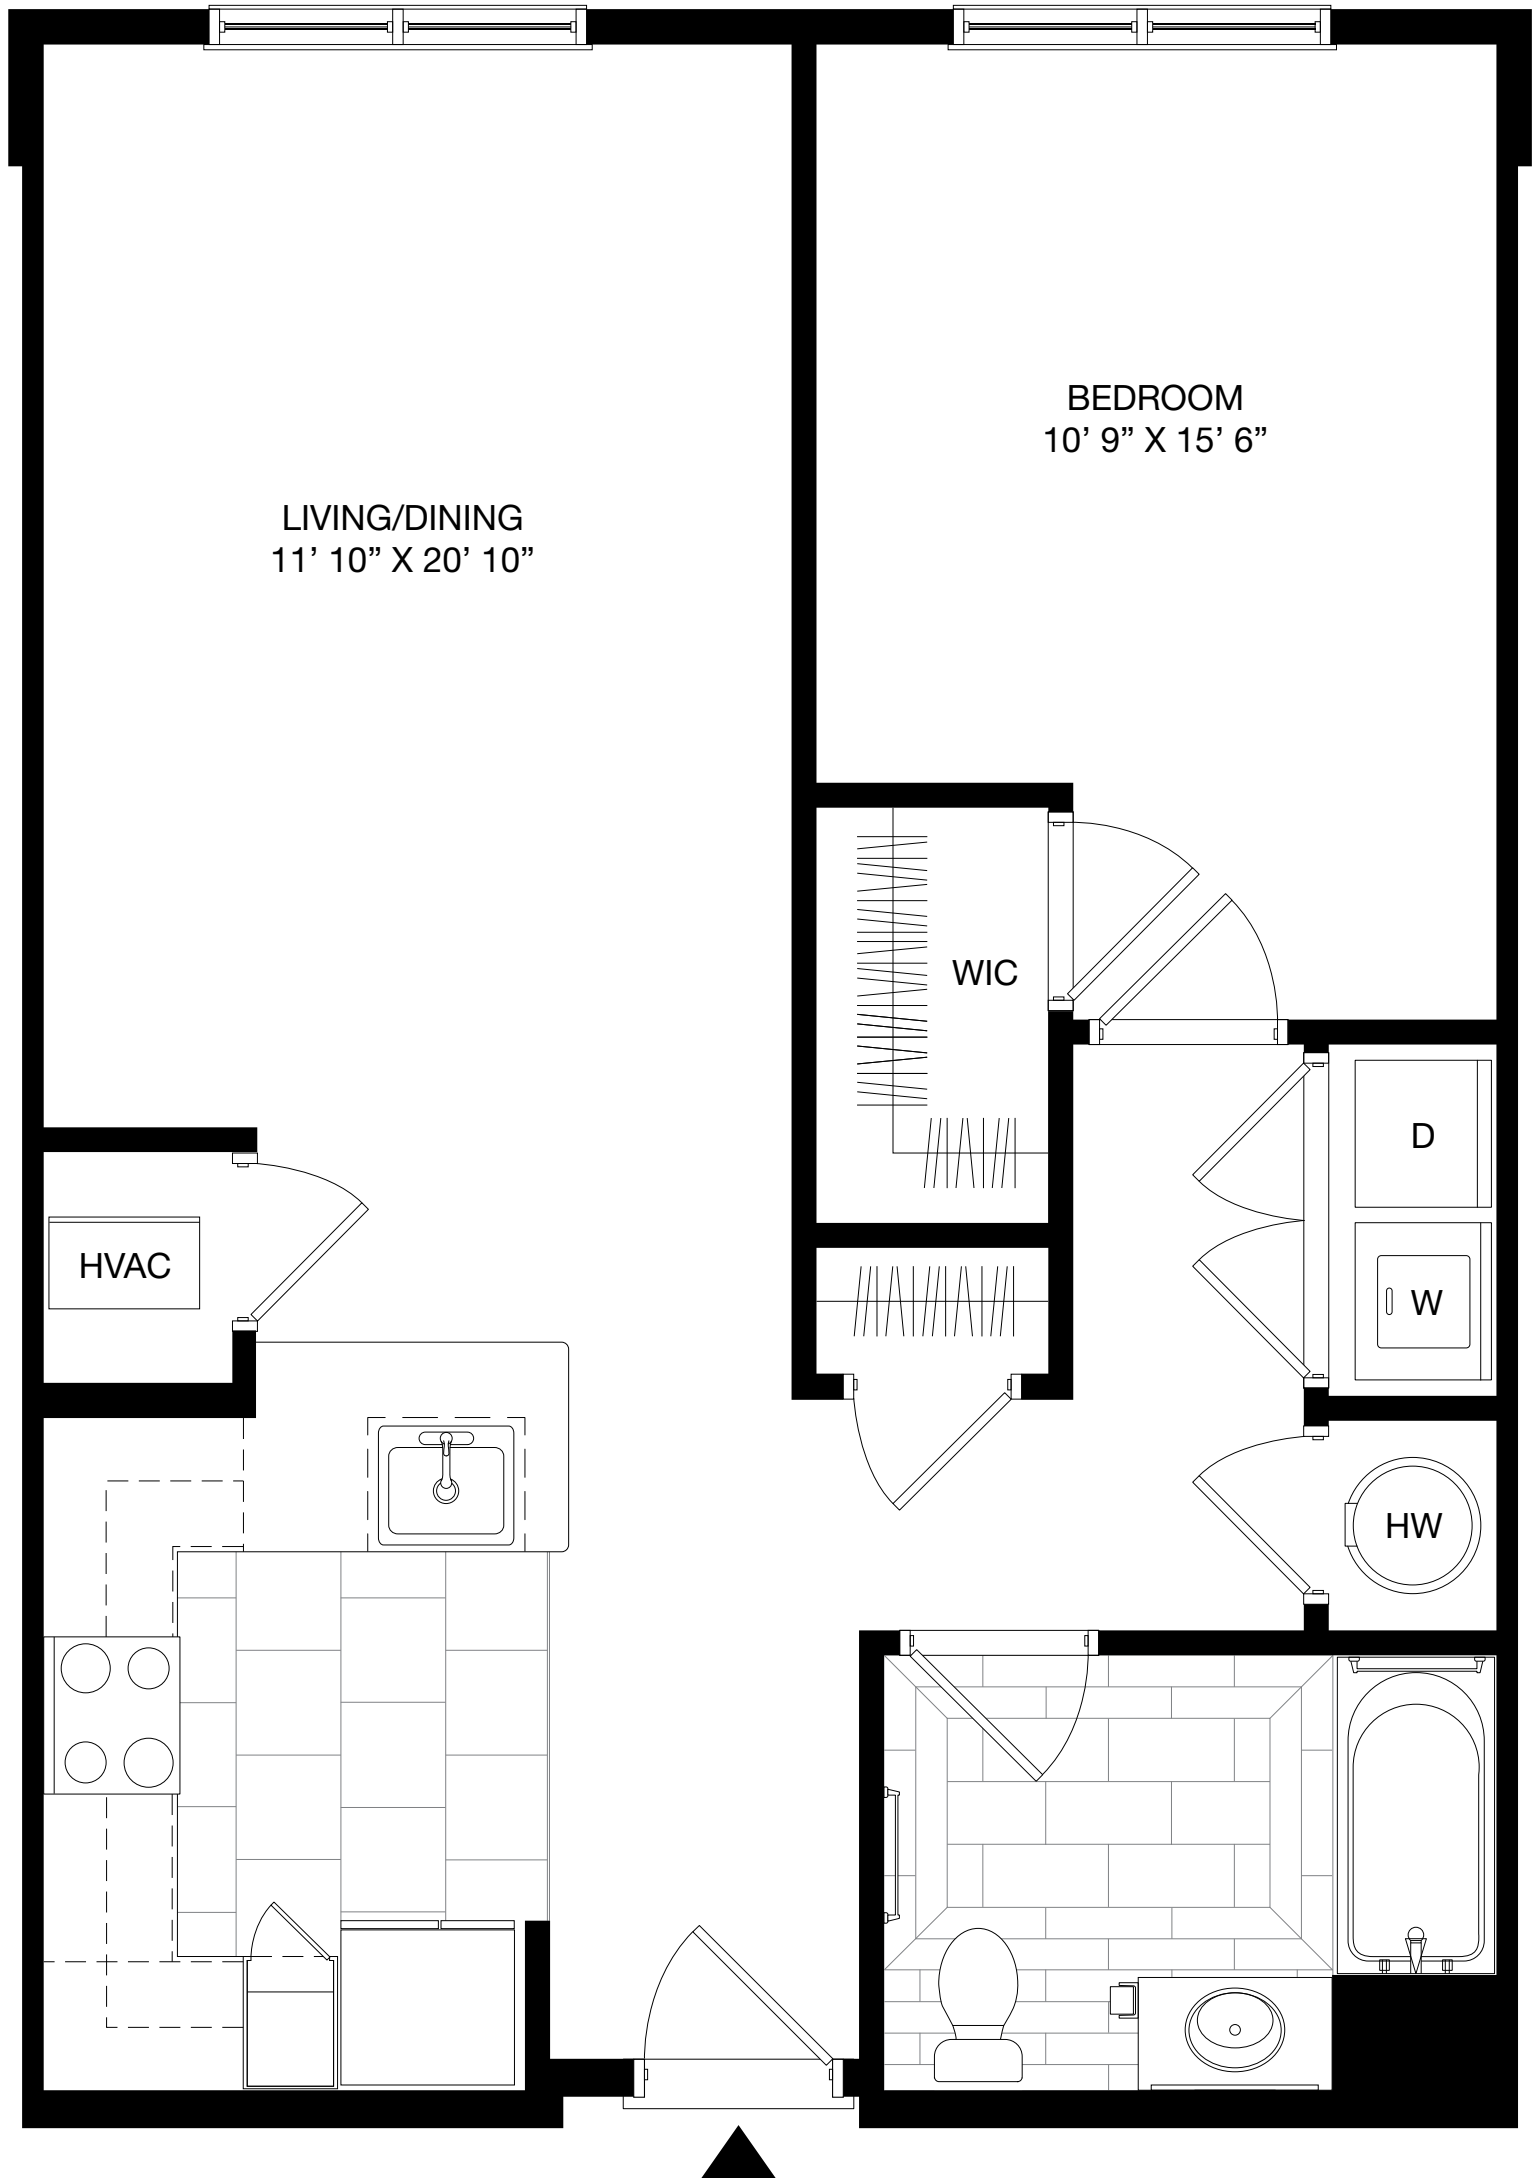 BEDROOM
10’ 9” X 15’ 6”
LIVING/DINING
11’ 10” X 20’ 10”
WIC
D
HVAC
W
HW